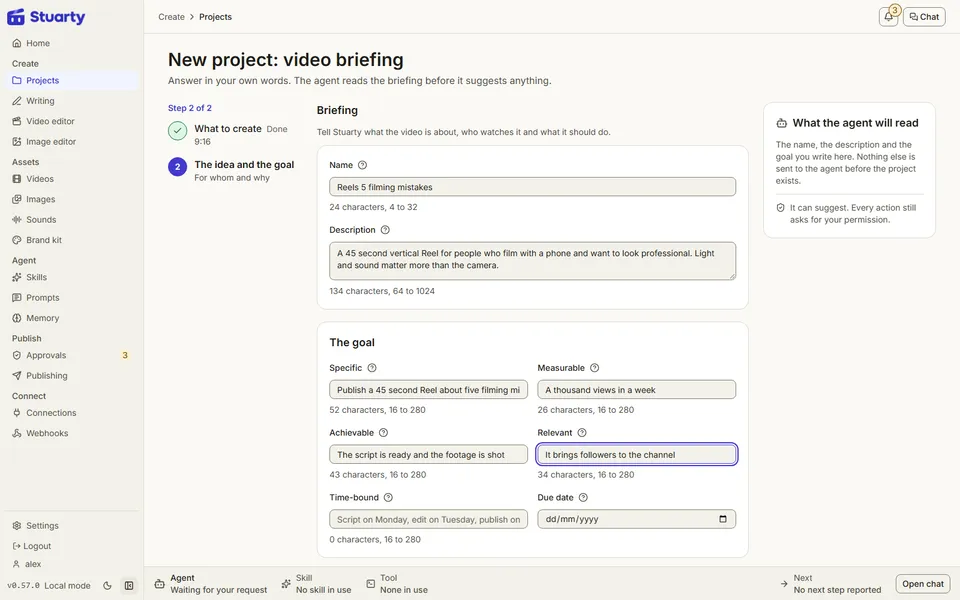 Stuarty
Home
Create
Projects
Writing
Video editor
Image editor
Assets
Videos
Images
Sounds
Brand kit
Agent
Skills
Prompts
Memory
Publish
Approvals 3
Publishing
Connect
Connections
Webhooks
Settings
Logout
alex
v0.57.0 Local mode
Create > Projects
3
Chat
New project: video briefing
Answer in your own words. The agent reads the briefing before it suggests anything.
Step 2 of 2
What to create Done
9:16
2 The idea and the goal
For whom and why
Briefing
Tell Stuarty what the video is about, who watches it and what it should do.
Name ?
Reels 5 filming mistakes
24 characters, 4 to 32
Description ?
A 45 second vertical Reel for people who film with a phone and want to look professional. Light
and sound matter more than the camera.
134 characters, 64 to 1024
The goal
Specific ? Measurable ?
Publish a 45 second Reel about five filming mi A thousand views in a week
52 characters, 16 to 280 26 characters, 16 to 280
Achievable ? Relevant ?
The script is ready and the footage is shot It brings followers to the channel
43 characters, 16 to 280 34 characters, 16 to 280
Time-bound ? Due date ?
Script on Monday, edit on Tuesday, publish on dd/mm/yyyy
0 characters, 16 to 280
What the agent will read
The name, the description and the
goal you write here. Nothing else is
sent to the agent before the project
exists.
It can suggest. Every action still
asks for your permission.
Agent
Waiting for your request
Skill
No skill in use
Tool
None in use
Next
No next step reported
Open chat